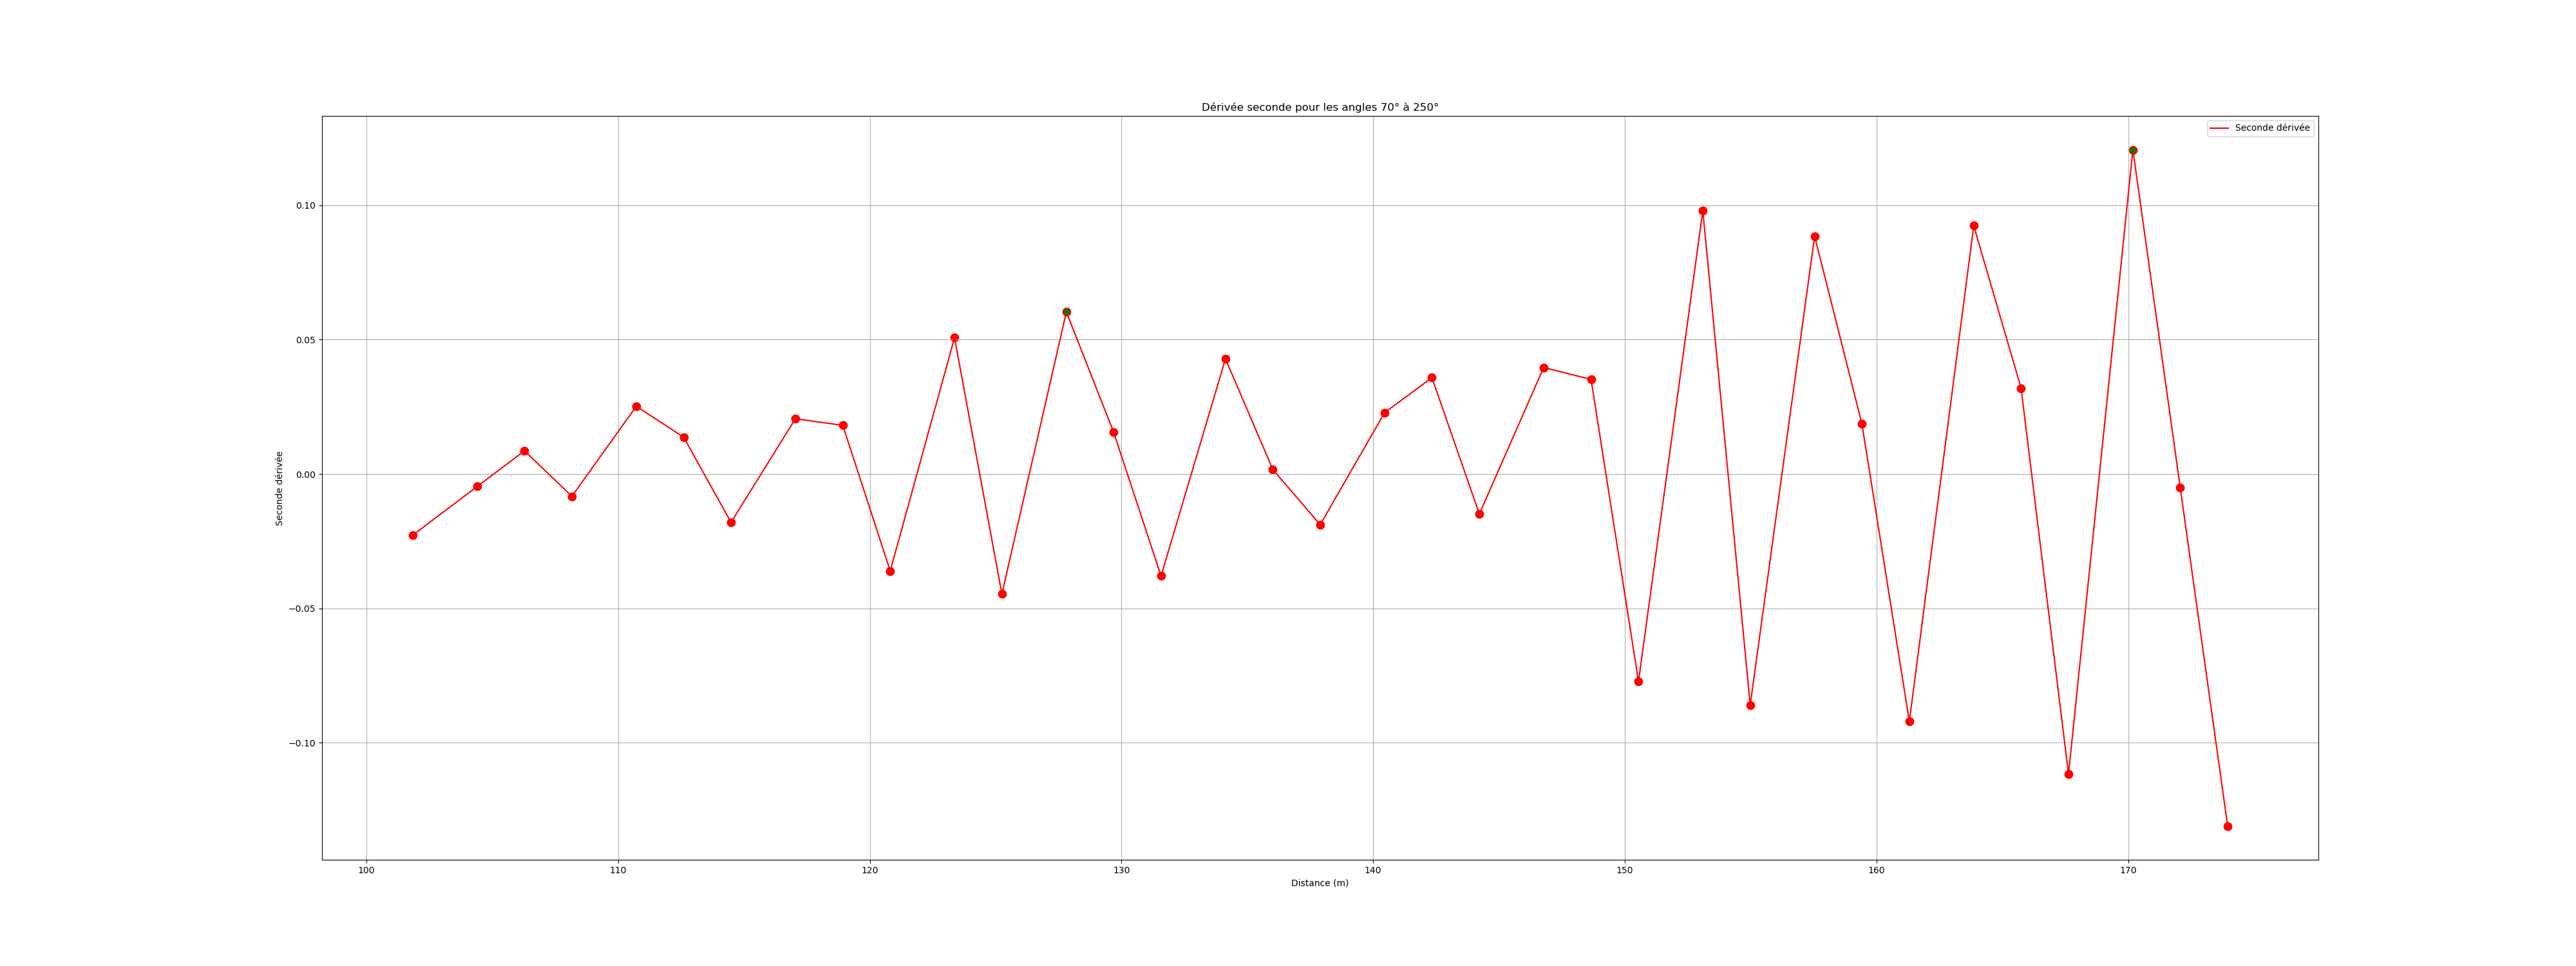 Dérivée seconde pour les angles 70° à 250°
Seconde dérivée
0.10
0.05
0.00
−0.05
−0.10
Seconde dérivée
100 110 120 130 140 150 160 170
Distance (m)